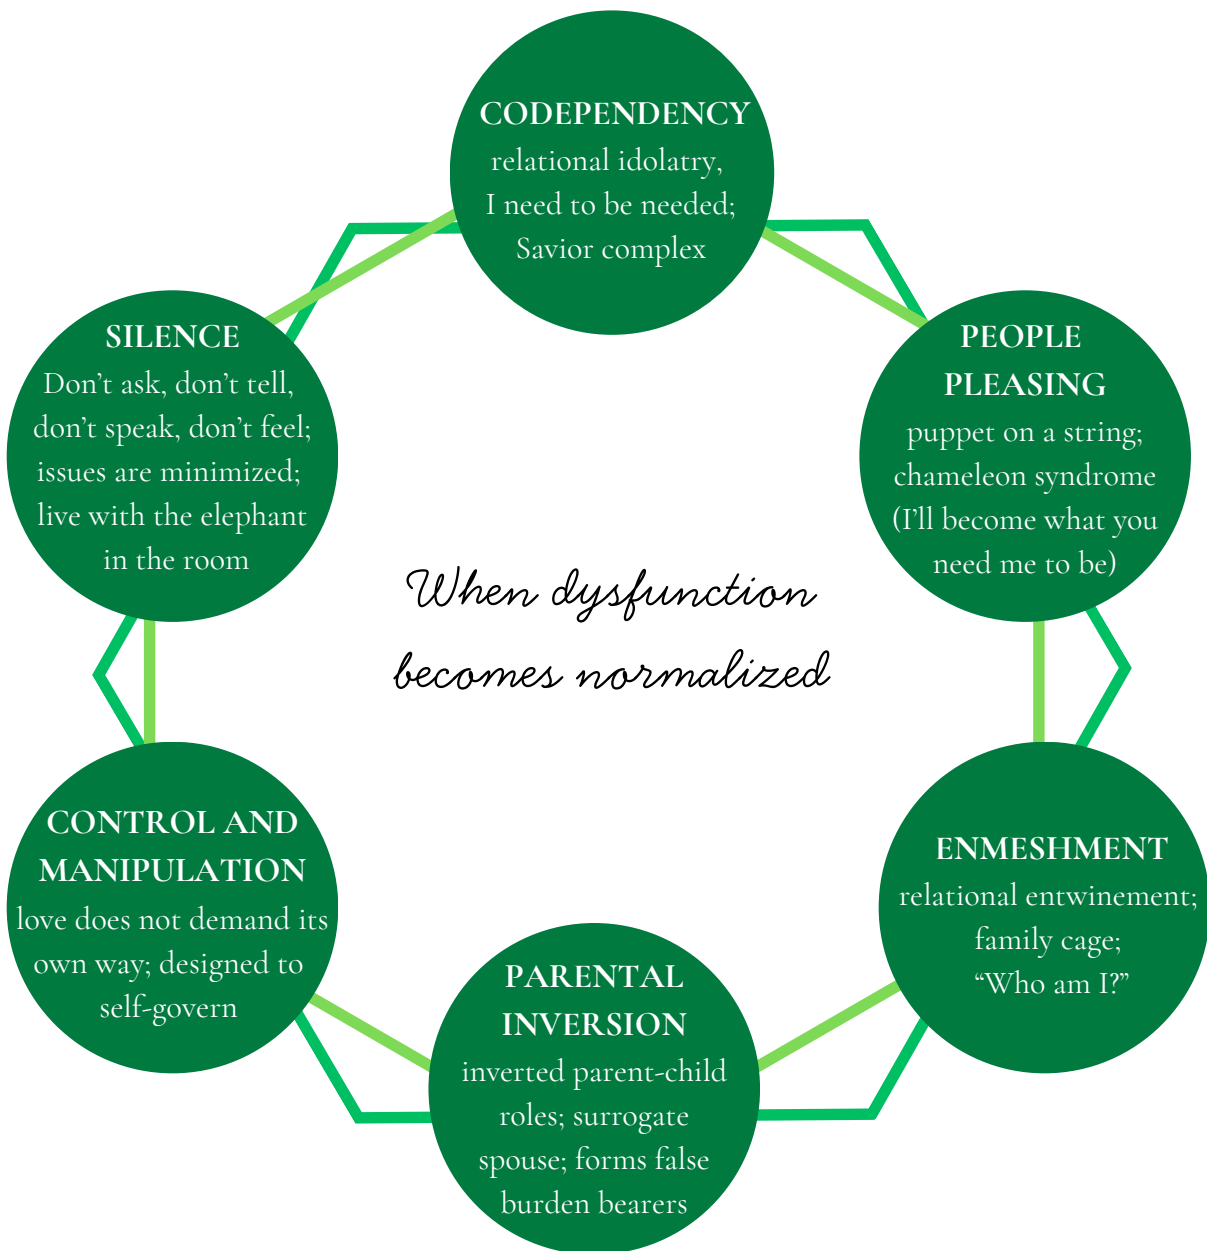 CODEPENDENCY
relational idolatry,
I need to be needed;
Savior complex
PEOPLE
PLEASING
puppet on a string;
chameleon syndrome
(I’ll become what you
need me to be)
ENMESHMENT
relational entwinement;
family cage;
“Who am I?”
PARENTAL
INVERSION
inverted parent-child
roles; surrogate
spouse; forms false
burden bearers
CONTROL AND
MANIPULATION
love does not demand its
own way; designed to
self-govern
SILENCE
Don’t ask, don’t tell,
don’t speak, don’t feel;
issues are minimized;
live with the elephant
in the room
When dysfunction
becomes normalized